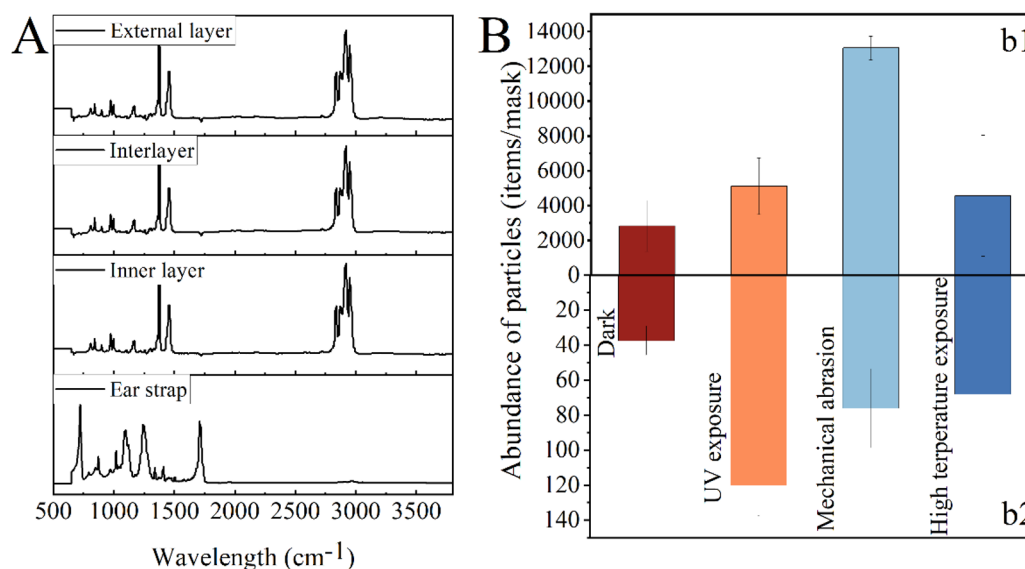 A
External layer
Interlayer
Inner layer
Ear strap
500 1000 1500 2000 2500 3000 3500
Wavelength (cm-1)
B
b1
Abundance of particles (items/mask)
14000
12000
10000
8000
6000
4000
2000
0
20
40
60
80
100
120
140
Dark
UV exposure
Mechanical abrasion
High terperature exposure
b2